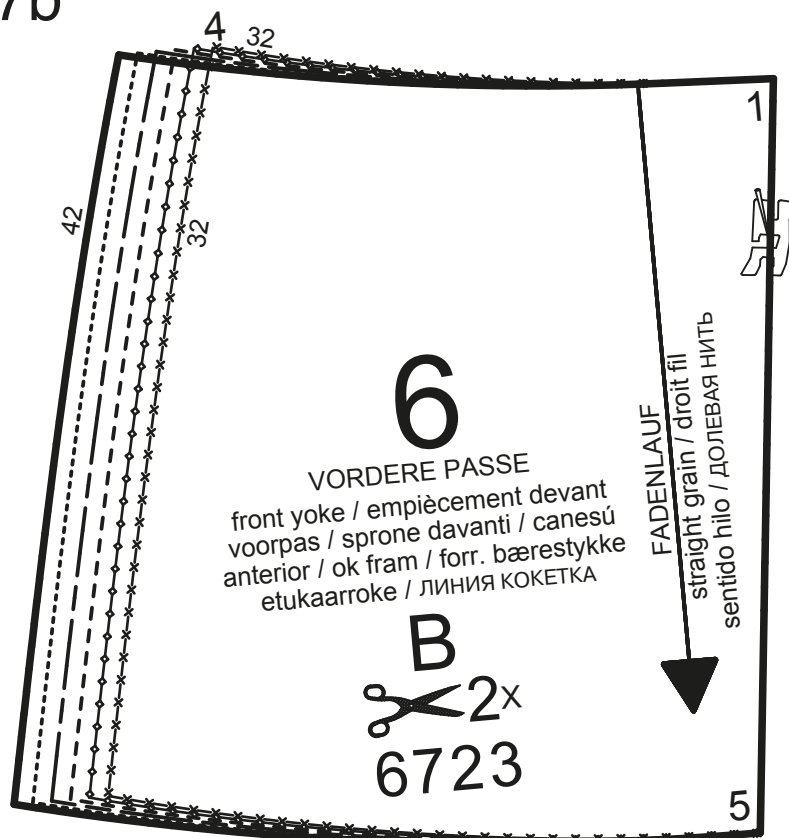 7b
4
32
1
42
32
6
VORDERE PASSE
front yoke / empiècement devant
voorpas / sprone davanti / canesú
anterior / ok fram / forr. bærestykke
etukaarroke / ЛИНИЯ КОКЕТКА
FADENLAUF
straight grain / droit fil
sentido hilo / ДОЛЕВАЯ НИТЬ
B
2x
6723
5